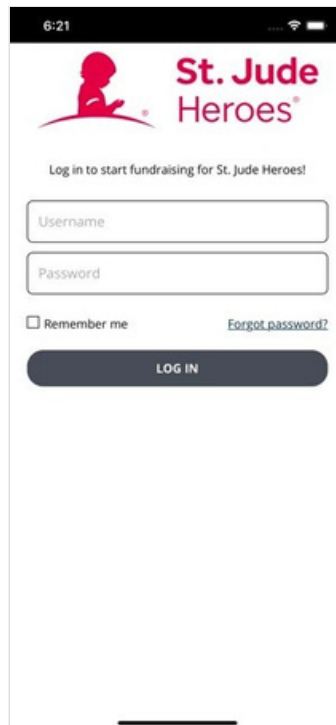 6:21
St. Jude
Heroes®
Log in to start fundraising for St. Jude Heroes!
Username
Password
Remember me
Forgot password?
LOG IN